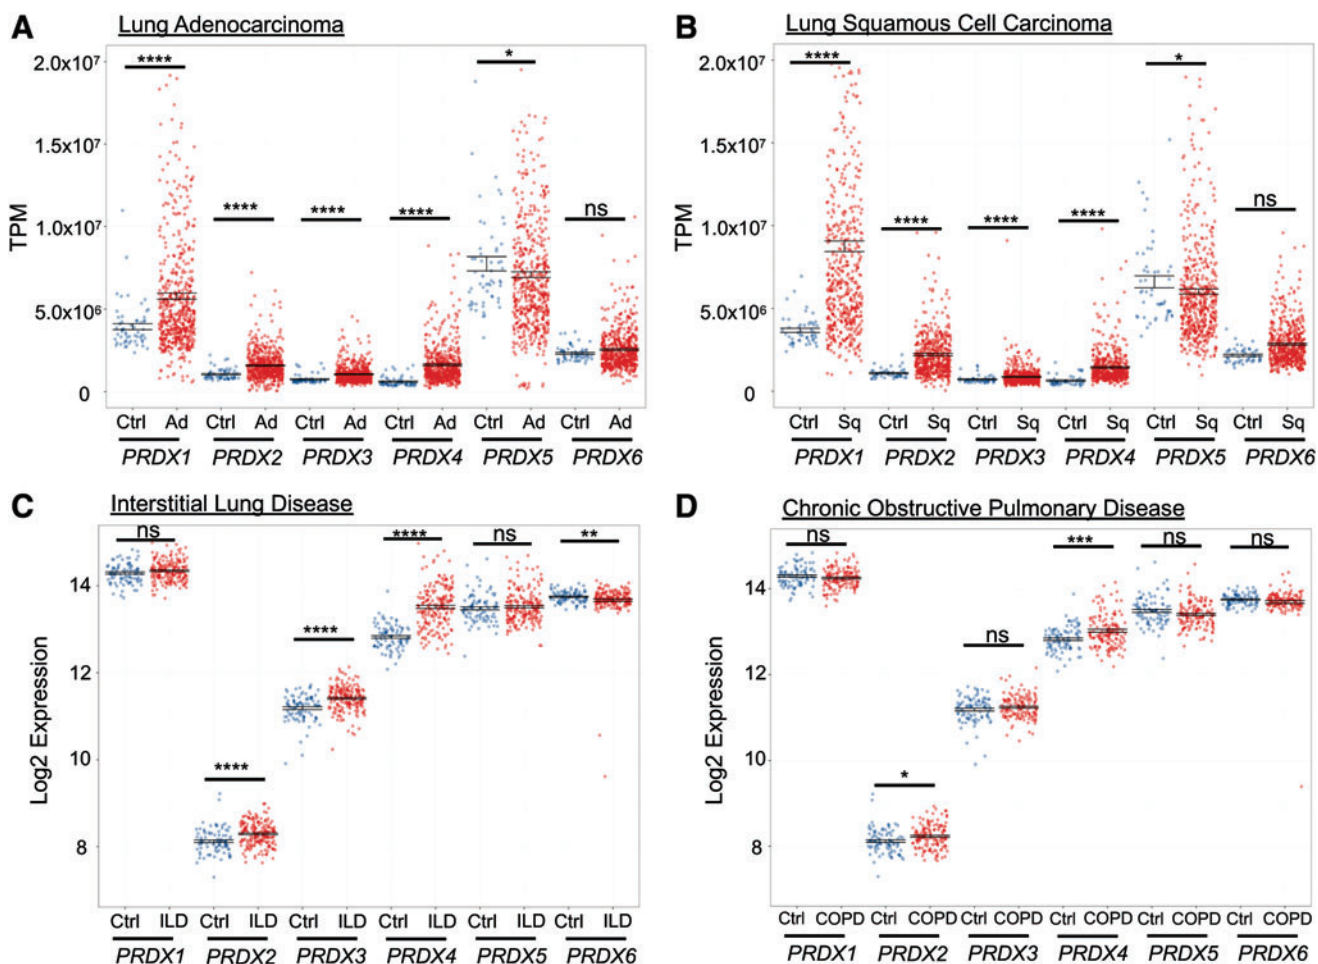 A Lung Adenocarcinoma
**** **** **** **** * ns
TPM
2.0x10⁷
1.5x10⁷
1.0x10⁷
5.0x10⁶
0
Ctrl Ad Ctrl Ad Ctrl Ad Ctrl Ad Ctrl Ad Ctrl Ad
PRDX1 PRDX2 PRDX3 PRDX4 PRDX5 PRDX6
B Lung Squamous Cell Carcinoma
**** **** **** **** * ns
TPM
2.0x10⁷
1.5x10⁷
1.0x10⁷
5.0x10⁶
0
Ctrl Sq Ctrl Sq Ctrl Sq Ctrl Sq Ctrl Sq Ctrl Sq
PRDX1 PRDX2 PRDX3 PRDX4 PRDX5 PRDX6
C Interstitial Lung Disease
ns **** **** **** ns **
Log2 Expression
14
12
10
8
Ctrl ILD Ctrl ILD Ctrl ILD Ctrl ILD Ctrl ILD Ctrl ILD
PRDX1 PRDX2 PRDX3 PRDX4 PRDX5 PRDX6
D Chronic Obstructive Pulmonary Disease
ns * ns *** ns ns
Log2 Expression
14
12
10
8
Ctrl COPD Ctrl COPD Ctrl COPD Ctrl COPD Ctrl COPD Ctrl COPD
PRDX1 PRDX2 PRDX3 PRDX4 PRDX5 PRDX6